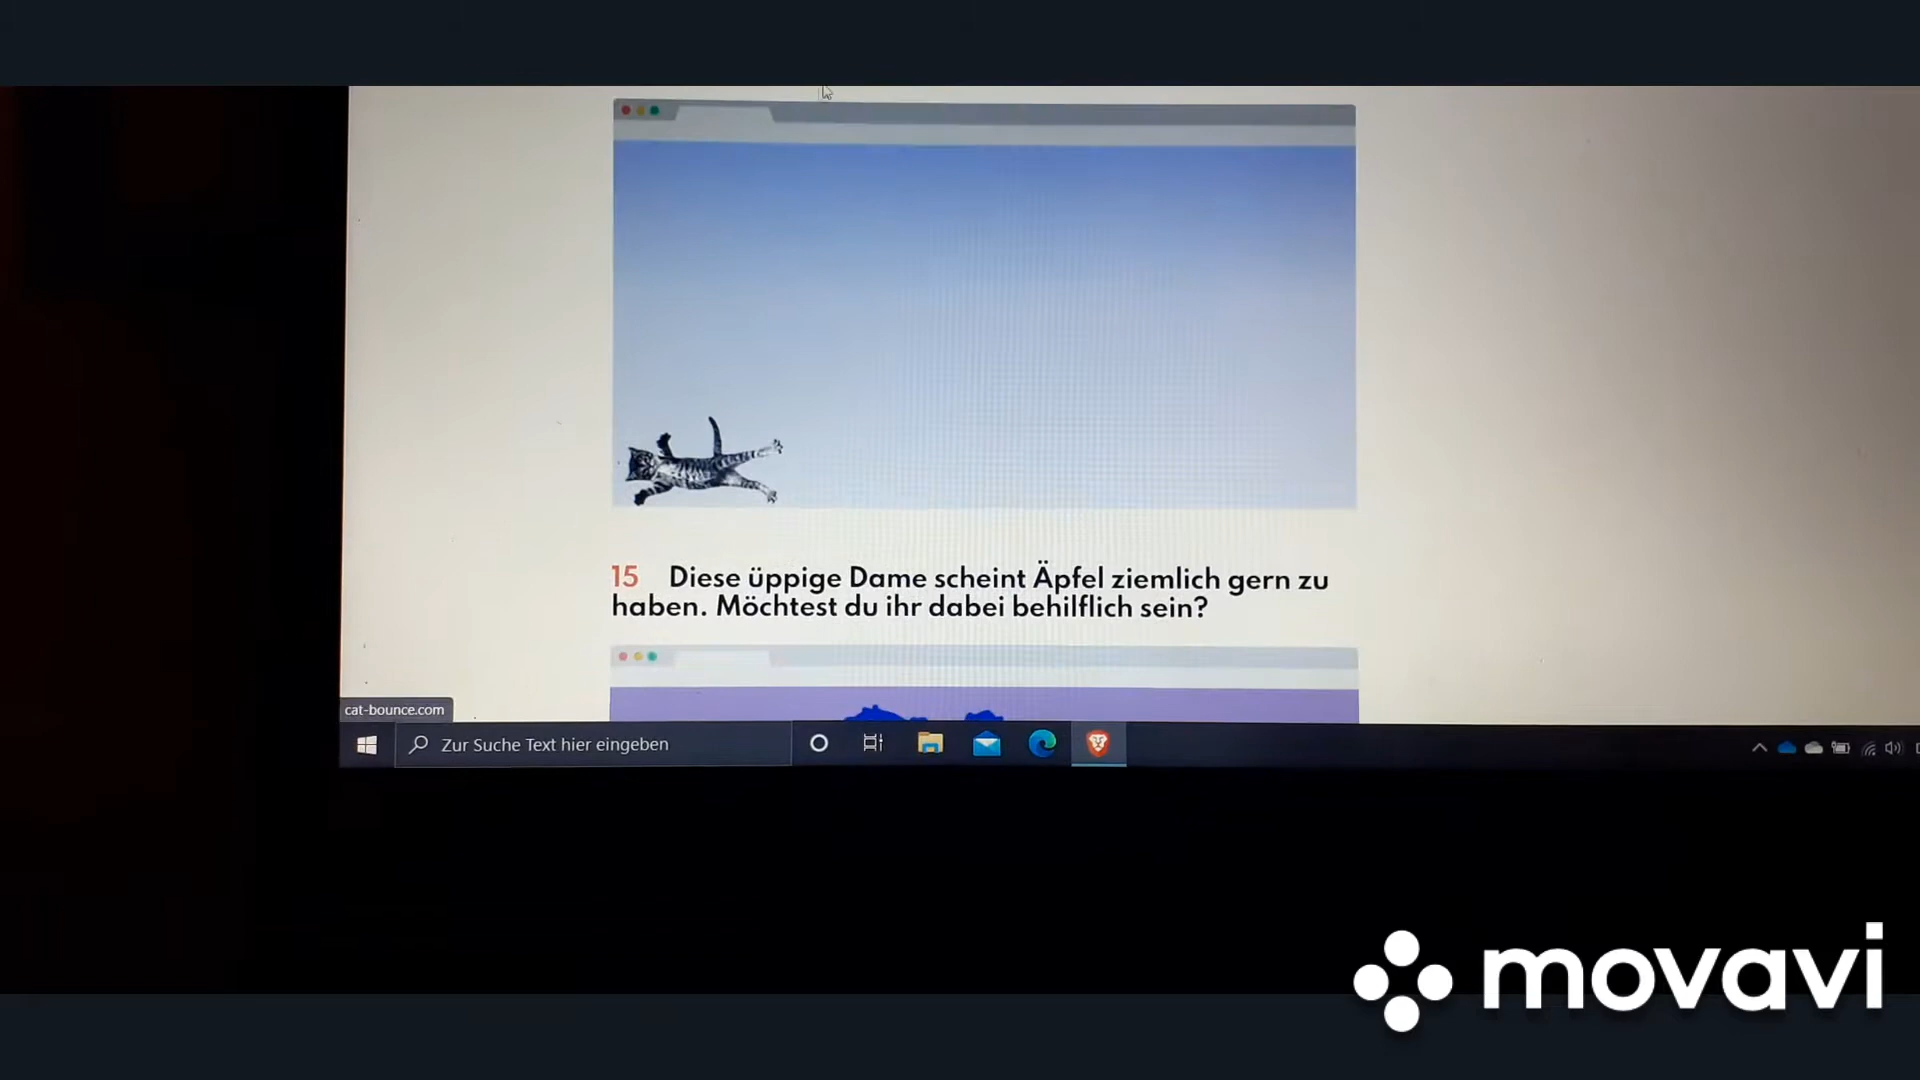 15 Diese üppige Dame scheint Äpfel ziemlich gern zu
haben. Möchtest du ihr dabei behilflich sein?
cat-bounce.com
Zur Suche Text hier eingeben
movavi